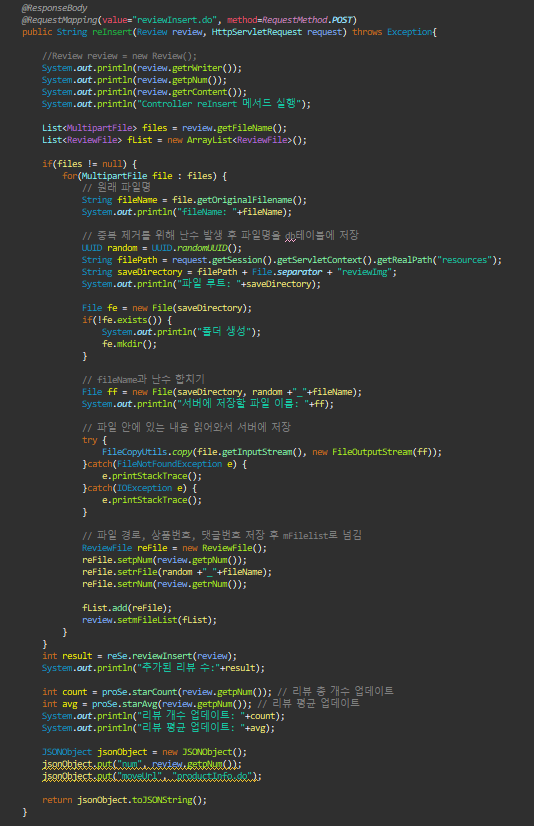 @ResponseBody
@RequestMapping(value="reviewInsert.do", method=RequestMethod.POST)
public String reInsert(Review review, HttpServletRequest request) throws Exception{
//Review review = new Review();
System.out.println(review.getrWriter());
System.out.println(review.getpNum());
System.out.println(review.getrContent());
System.out.println("Controller reInsert 메서드 실행");
List<MultipartFile> files = review.getFileName();
List<ReviewFile> fList = new ArrayList<ReviewFile>();
if(files != null) {
for(MultipartFile file : files) {
// 원래 파일명
String fileName = file.getOriginalFilename();
System.out.println("fileName: "+fileName);
// 중복 제거를 위해 난수 발생 후 파일명을 db테이블에 저장
UUID random = UUID.randomUUID();
String filePath = request.getSession().getServletContext().getRealPath("resources");
String saveDirectory = filePath + File.separator + "reviewImg";
System.out.println("파일 루트: "+saveDirectory);
File fe = new File(saveDirectory);
if(!fe.exists()) {
System.out.println("폴더 생성");
fe.mkdir();
}
// fileName과 난수 합치기
File ff = new File(saveDirectory, random +"_"+fileName);
System.out.println("서버에 저장할 파일 이름: "+ff);
// 파일 안에 있는 내용 읽어와서 서버에 저장
try {
FileCopyUtils.copy(file.getInputStream(), new FileOutputStream(ff));
}catch(FileNotFoundException e) {
e.printStackTrace();
}catch(IOException e) {
e.printStackTrace();
}
// 파일 경로, 상품번호, 댓글번호 저장 후 mFilelist로 넘김
ReviewFile reFile = new ReviewFile();
reFile.setpNum(review.getpNum());
reFile.setrFile(random +"_"+fileName);
reFile.setrNum(review.getrNum());
fList.add(reFile);
review.setmFileList(fList);
}
}
int result = reSe.reviewInsert(review);
System.out.println("추가된 리뷰 수:"+result);
int count = proSe.starCount(review.getpNum()); // 리뷰 총 개수 업데이트
int avg = proSe.starAvg(review.getpNum()); // 리뷰 평균 업데이트
System.out.println("리뷰 개수 업데이트: "+count);
System.out.println("리뷰 평균 업데이트: "+avg);
JSONObject jsonObject = new JSONObject();
jsonObject.put("num", review.getpNum());
jsonObject.put("moveUrl", "productInfo.do");
return jsonObject.toJSONString();
}